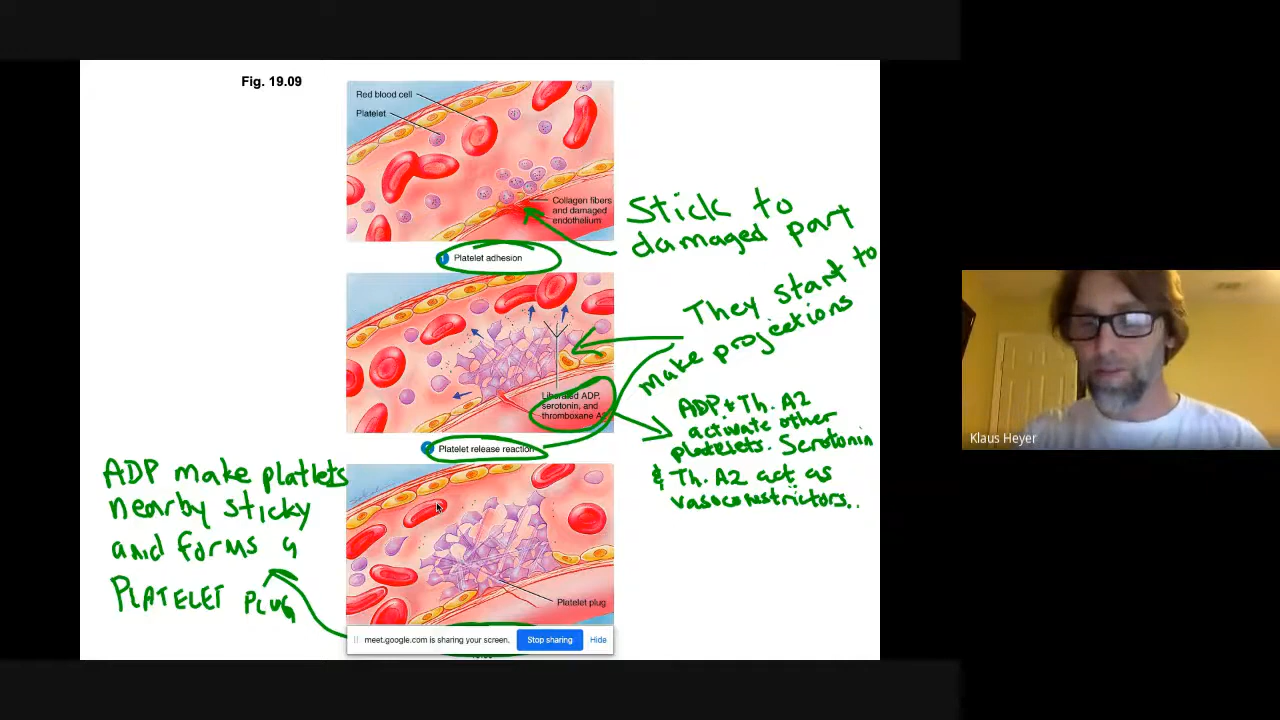 Fig. 19.09
Red blood cell
Platelet
Collagen fibers
and damaged
endothelium
Stick to
damaged part
1 Platelet adhesion
They start to
make projections
Liberated ADP,
serotonin, and
thromboxane A2
ADP & Th. A2
activate other
platelets. Serotonin
& Th. A2 act as
vasoconstrictors..
Platelet release reaction
ADP make platlets
nearby sticky
and forms a
PLATELET PLUG
Platelet plug
meet.google.com is sharing your screen.
Stop sharing
Hide
Klaus Heyer